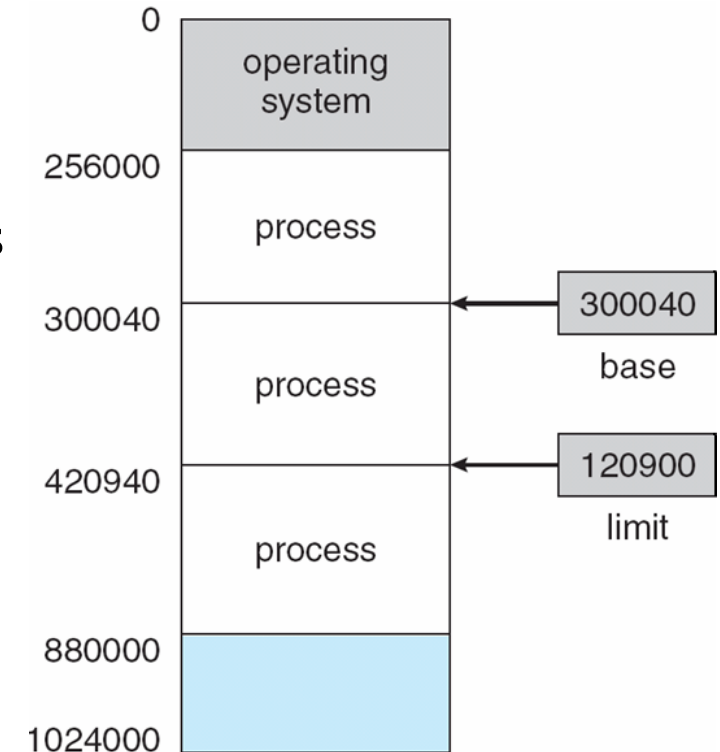 0
operating
system
256000
process
300040
300040
base
process
120900
420940
limit
process
880000
1024000